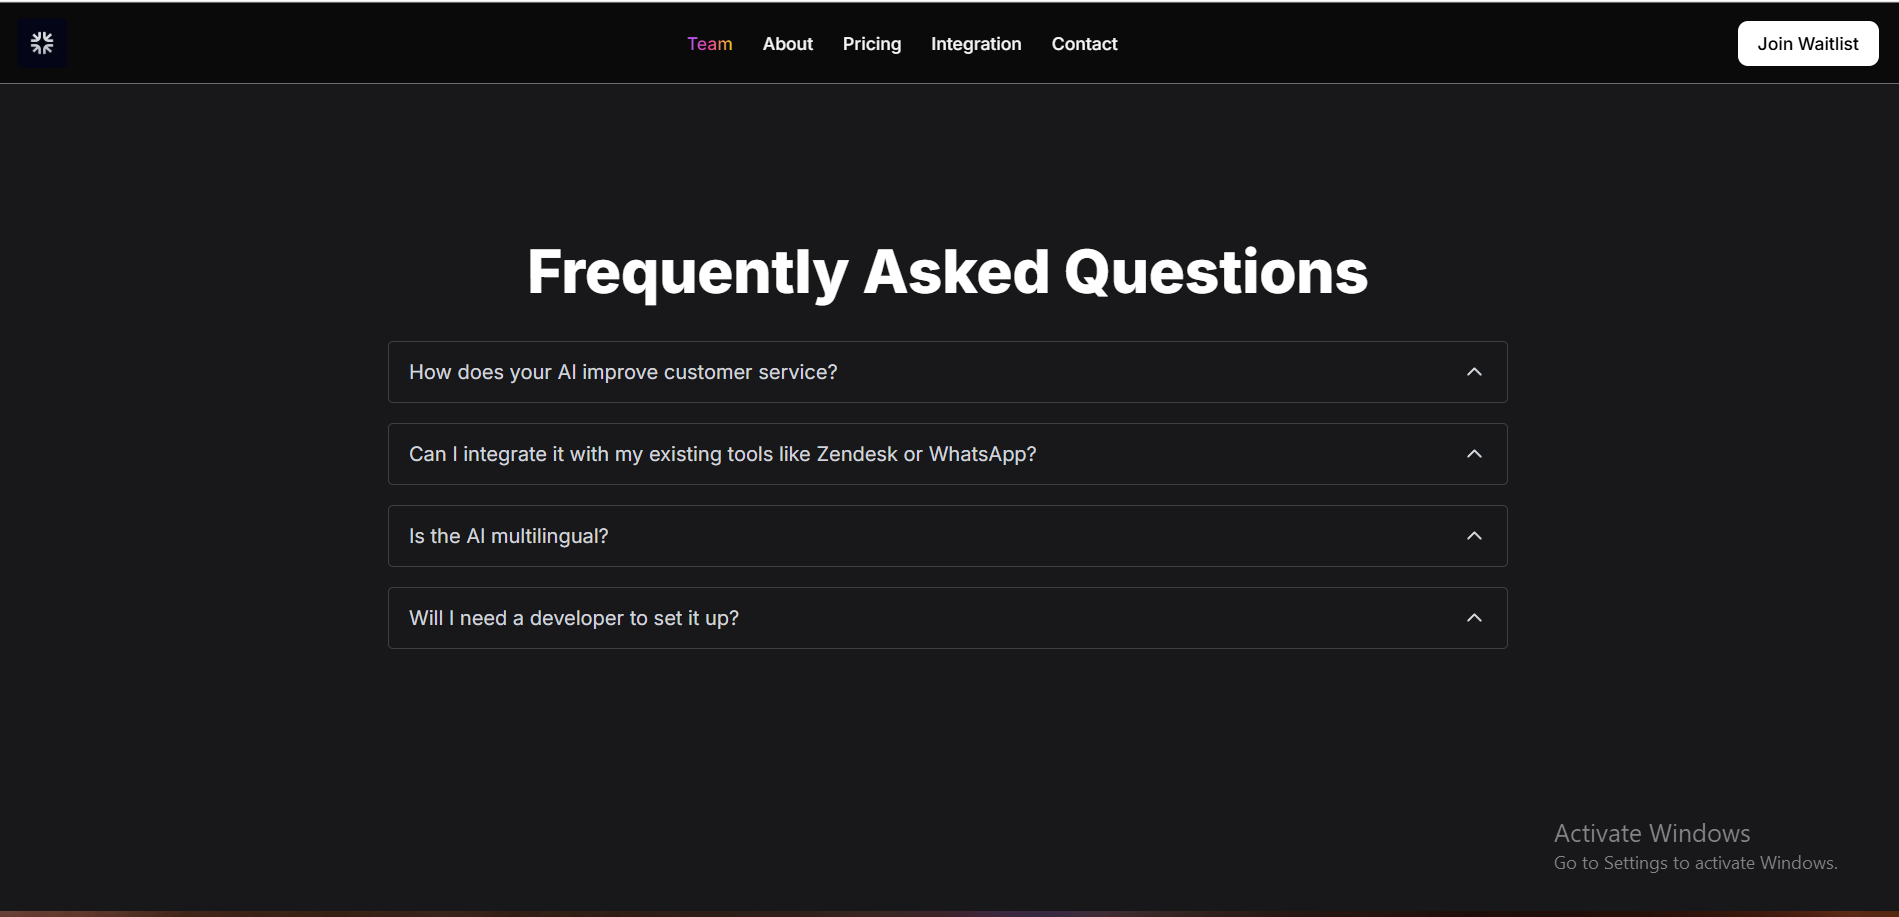 Team About Pricing Integration Contact Join Waitlist
Frequently Asked Questions
How does your AI improve customer service?
Can I integrate it with my existing tools like Zendesk or WhatsApp?
Is the AI multilingual?
Will I need a developer to set it up?
Activate Windows
Go to Settings to activate Windows.